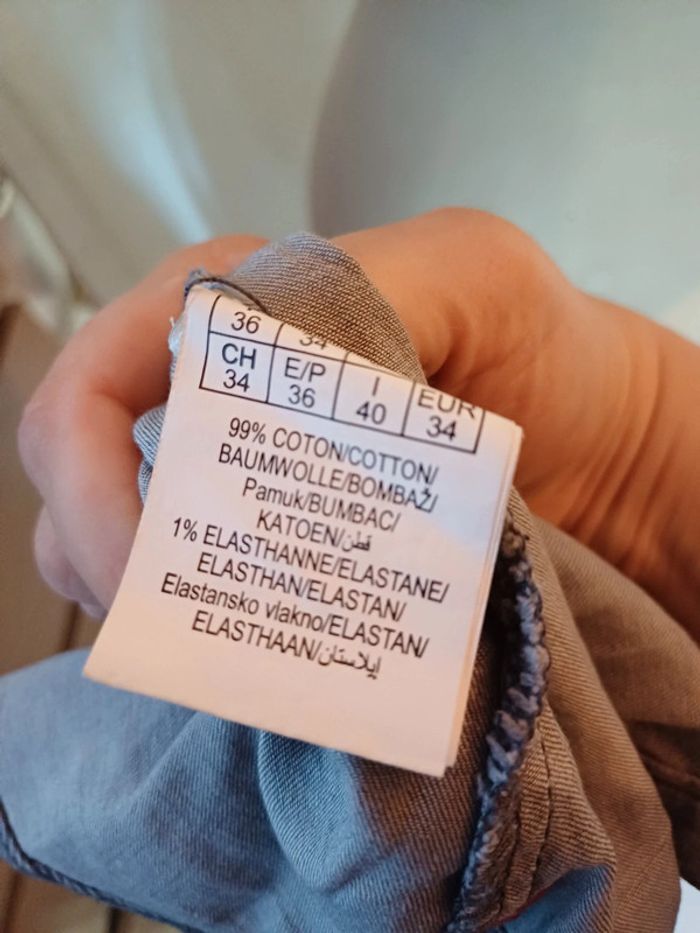 36 34
CH E/P I EUR
34 36 40 34
99% COTON/COTTON/
BAUMWOLLE/BOMBAŽ/
Pamuk/BUMBAC/
KATOEN/قطن
1% ELASTHANNE/ELASTANE/
ELASTHAN/ELASTAN/
Elastansko vlakno/ELASTAN/
ELASTHAAN/إيلاستان